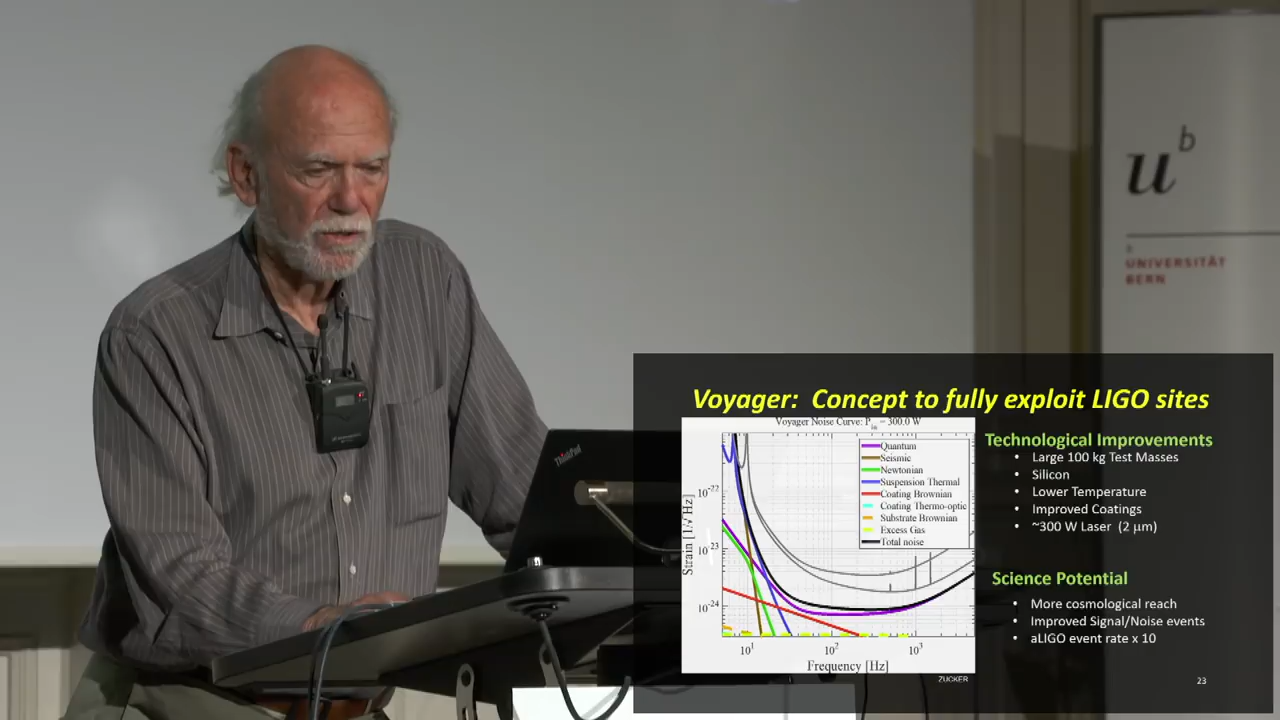 u^b
b
UNIVERSITÄT
BERN
ThinkPad
Voyager: Concept to fully exploit LIGO sites
Voyager Noise Curve: P_in = 300.0 W
Quantum
Seismic
Newtonian
Suspension Thermal
Coating Brownian
Coating Thermo-optic
Substrate Brownian
Excess Gas
Total noise
Strain [1/√Hz]
10^-22
10^-23
10^-24
10^1 10^2 10^3
Frequency [Hz]
Technological Improvements
• Large 100 kg Test Masses
• Silicon
• Lower Temperature
• Improved Coatings
• ~300 W Laser (2 μm)
Science Potential
• More cosmological reach
• Improved Signal/Noise events
• aLIGO event rate x 10
ZUCKER
23